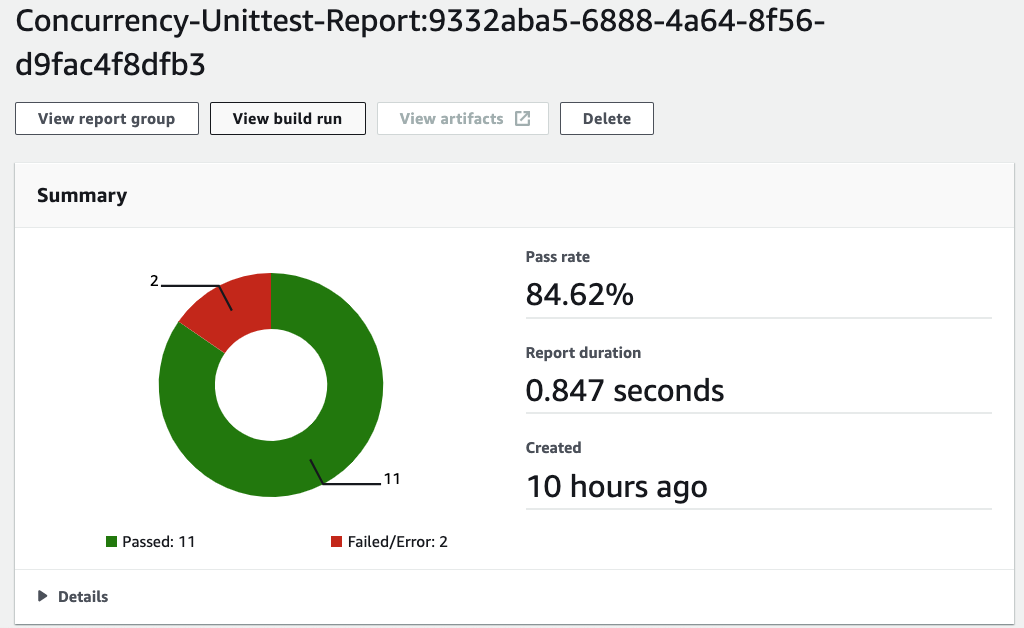 Concurrency-Unittest-Report:9332aba5-6888-4a64-8f56-
d9fac4f8dfb3
View report group View build run View artifacts Delete
Summary
2
11
Passed: 11 Failed/Error: 2
Pass rate
84.62%
Report duration
0.847 seconds
Created
10 hours ago
Details